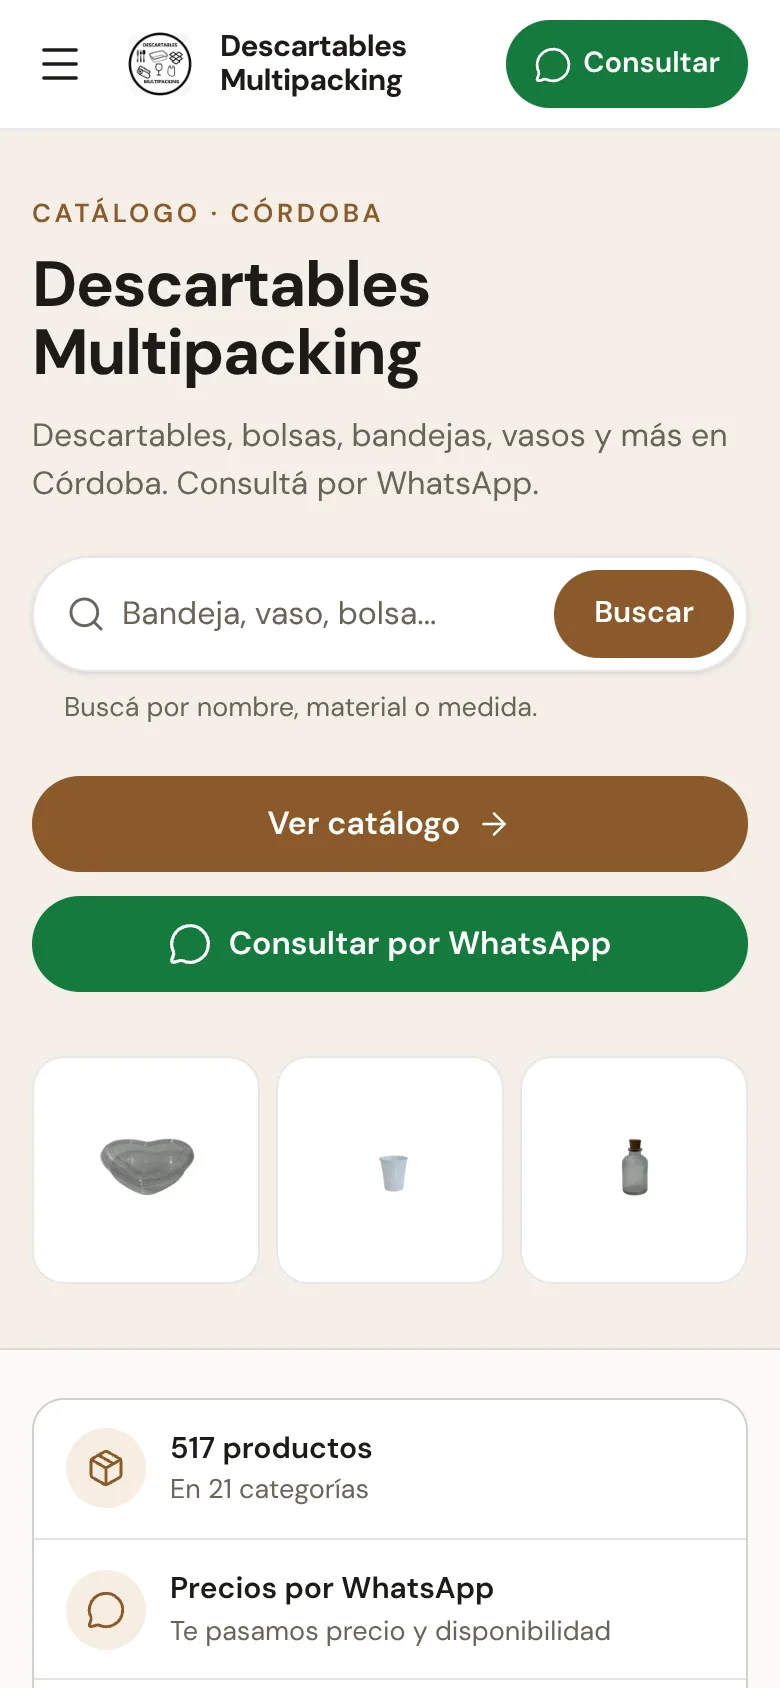 DESCARTABLES
MULTIPACKING
Descartables
Multipacking
Consultar
CATÁLOGO · CÓRDOBA
Descartables
Multipacking
Descartables, bolsas, bandejas, vasos y más en
Córdoba. Consultá por WhatsApp.
Bandeja, vaso, bolsa...
Buscar
Buscá por nombre, material o medida.
Ver catálogo →
Consultar por WhatsApp
517 productos
En 21 categorías
Precios por WhatsApp
Te pasamos precio y disponibilidad